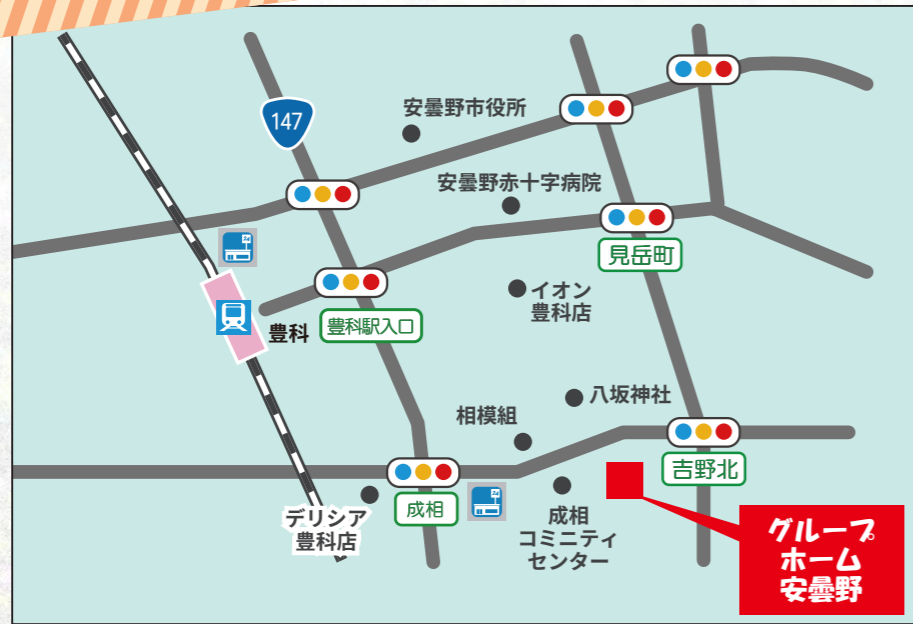 147
安曇野市役所
安曇野赤十字病院
見岳町
イオン
豊科店
豊科
豊科駅入口
八坂神社
相模組
吉野北
成相
デリシア
豊科店
成相
コミニティ
センター
グループ
ホーム
安曇野